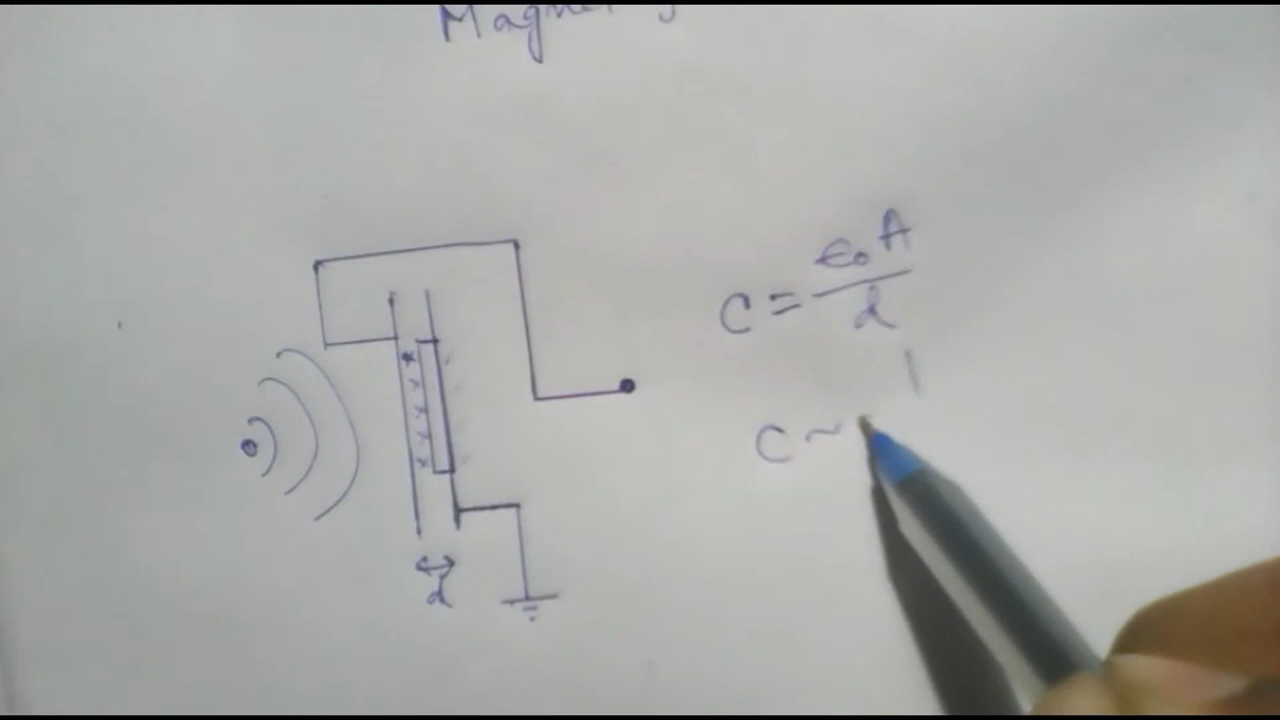 C = ϵ₀A / d
C ~
d